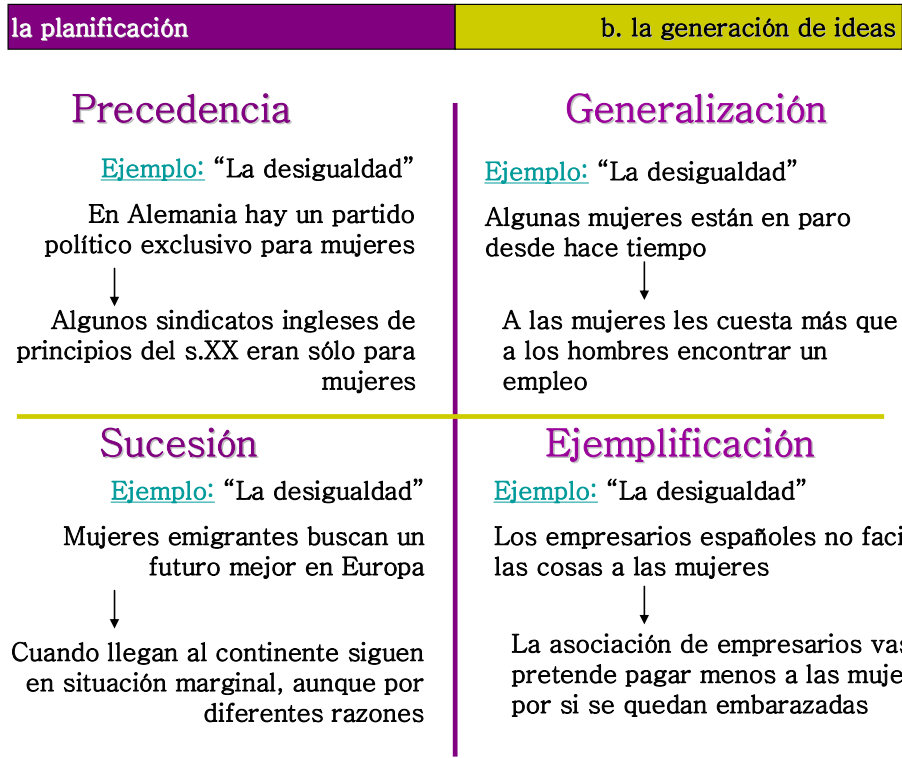 la planificación
b. la generación de ideas
Precedencia
Ejemplo: “La desigualdad”
En Alemania hay un partido
político exclusivo para mujeres
Algunos sindicatos ingleses de
principios del s.XX eran sólo para
mujeres
Generalización
Ejemplo: “La desigualdad”
Algunas mujeres están en paro
desde hace tiempo
A las mujeres les cuesta más que
a los hombres encontrar un
empleo
Sucesión
Ejemplo: “La desigualdad”
Mujeres emigrantes buscan un
futuro mejor en Europa
Cuando llegan al continente siguen
en situación marginal, aunque por
diferentes razones
Ejemplificación
Ejemplo: “La desigualdad”
Los empresarios españoles no
las cosas a las mujeres
La asociación de empresarios
pretende pagar menos a las
por si se quedan embarazadas